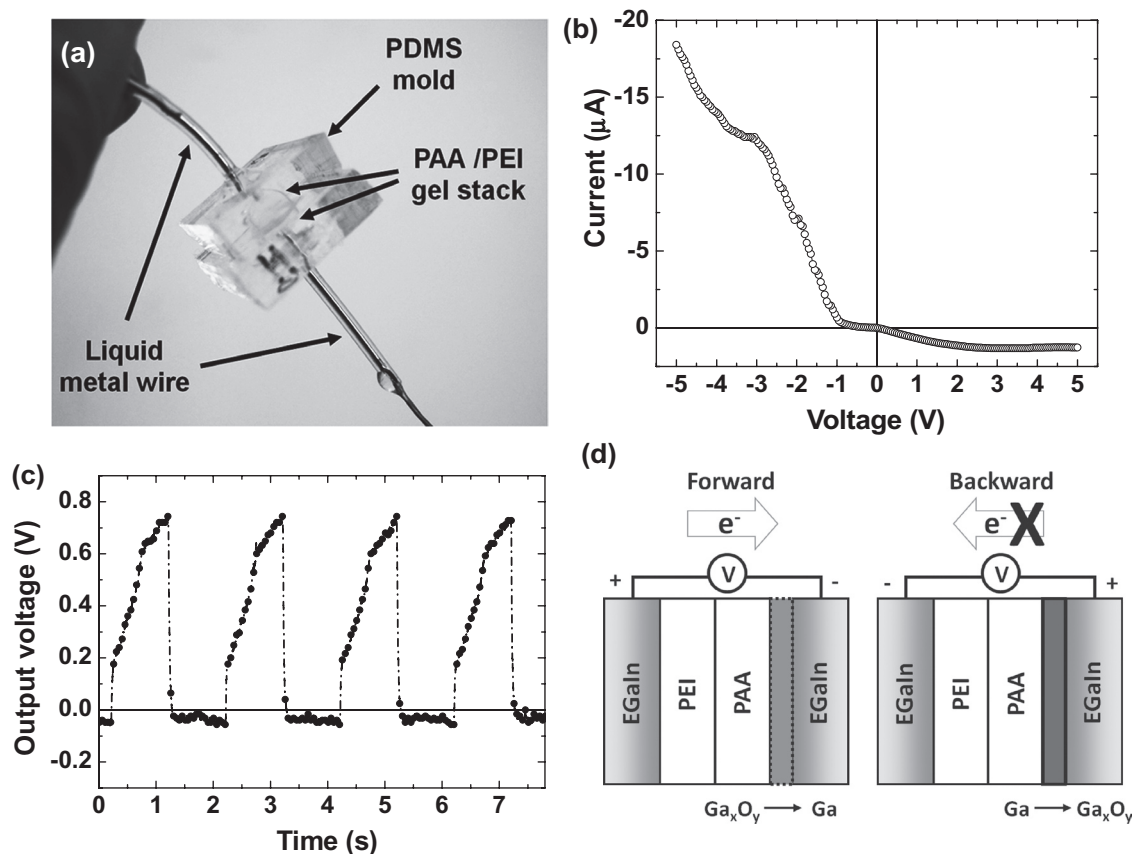 (a)
PDMS
mold
PAA /PEI
gel stack
Liquid
metal wire
(b)
Current (μA)
-20
-15
-10
-5
0
-5 -4 -3 -2 -1 0 1 2 3 4 5
Voltage (V)
(c)
Output voltage (V)
0.8
0.6
0.4
0.2
0.0
-0.2
0 1 2 3 4 5 6 7
Time (s)
(d)
Forward
e-
+ V -
EGaIn PEI PAA EGaIn
GaxOy → Ga
Backward
e- X
- V +
EGaIn PEI PAA EGaIn
Ga → GaxOy